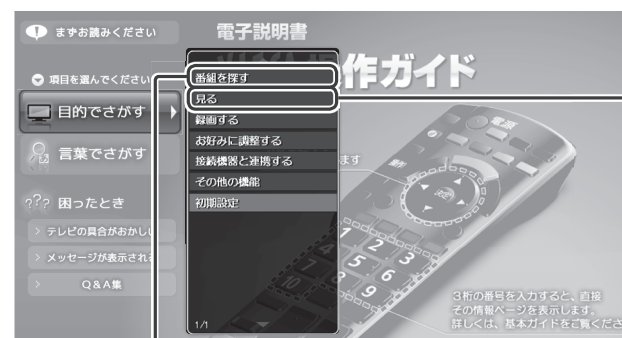 まずお読みください
電子説明書
作ガイド
項目を選んでください
目的でさがす
言葉でさがす
??? 困ったとき
> テレビの具合がおかし
> メッセージが表示され
> Q&A集
番組を探す
見る
録画する
お好みに調整する
接続機器と連携する
その他の機能
初期設定
1/1
ます
電源
決定
1 2 3
5 6
9
10
3桁の番号を入力すると、直接
その情報ページを表示します。
詳しくは、基本ガイドをご覧くださ